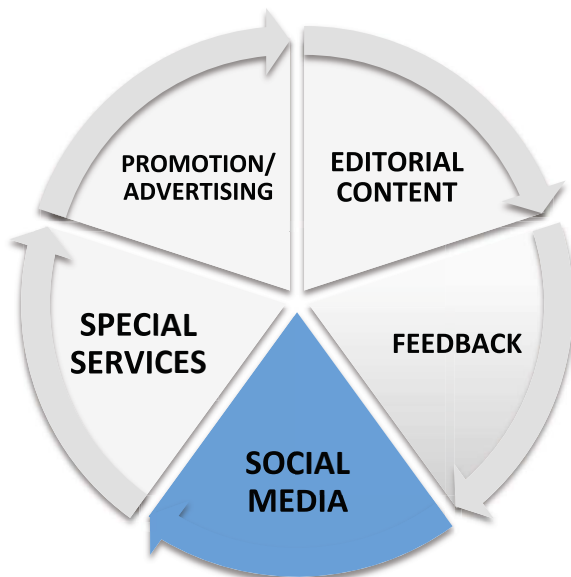 PROMOTION/
ADVERTISING
EDITORIAL
CONTENT
FEEDBACK
SOCIAL
MEDIA
SPECIAL
SERVICES